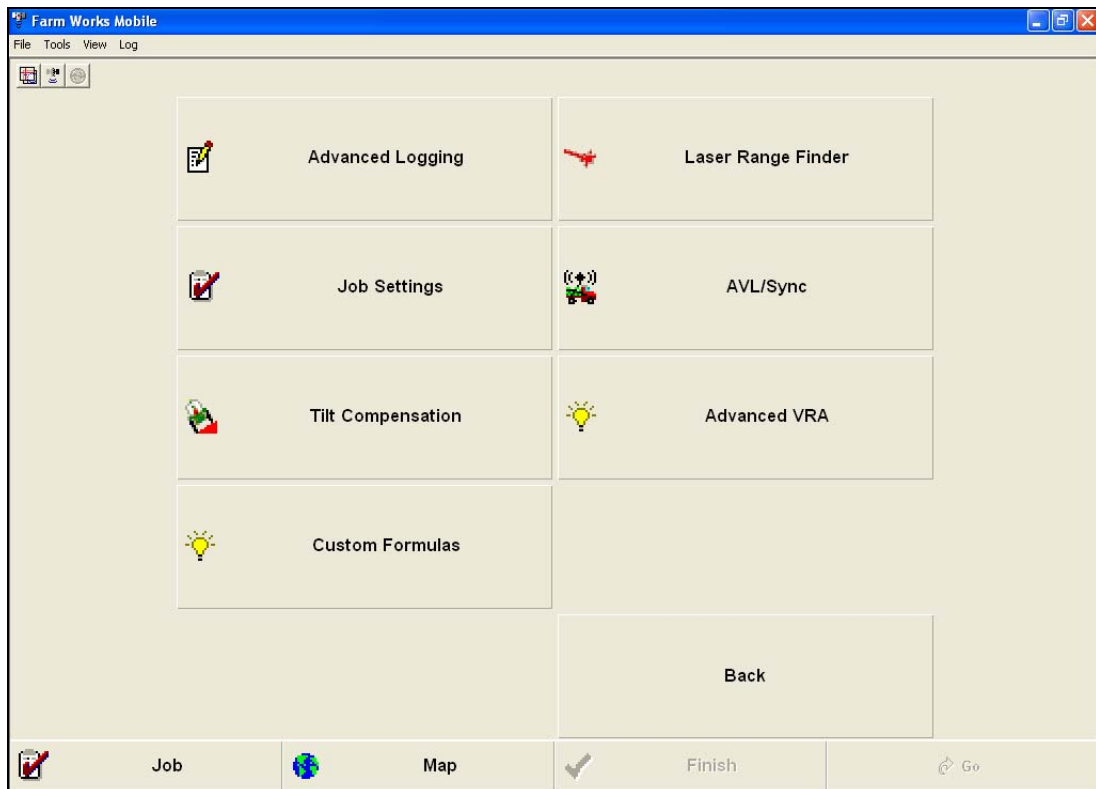 Farm Works Mobile
File Tools View Log
Advanced Logging
Laser Range Finder
Job Settings
AVL/Sync
Tilt Compensation
Advanced VRA
Custom Formulas
Back
Job
Map
Finish
Go